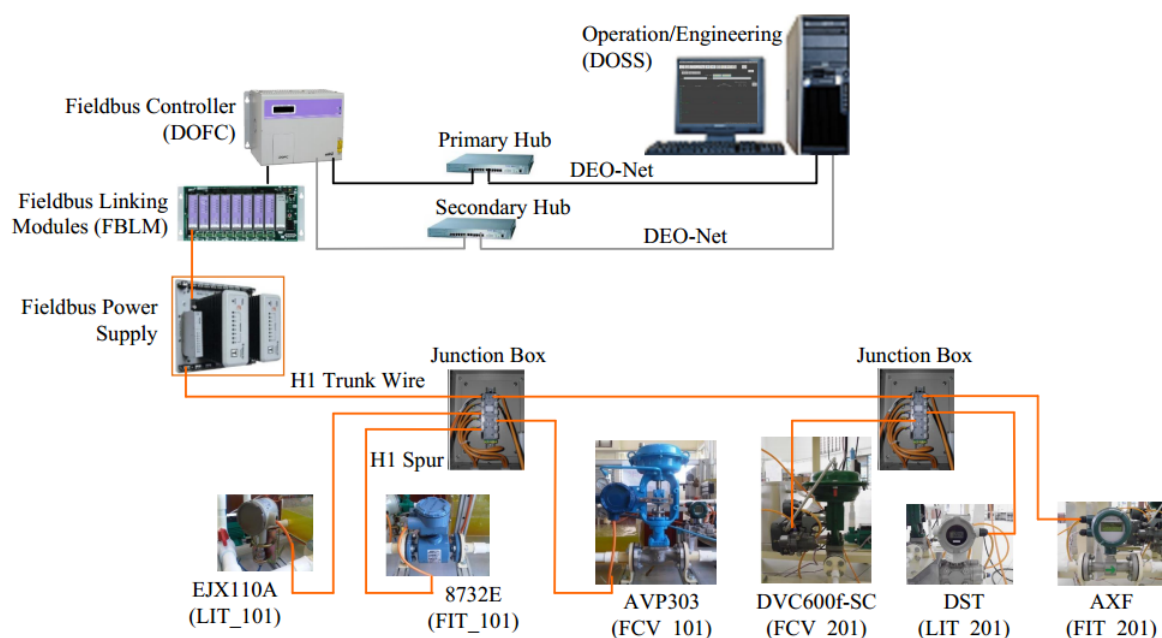 Operation/Engineering
(DOSS)
Fieldbus Controller
(DOFC)
Primary Hub
DEO-Net
Fieldbus Linking
Modules (FBLM)
Secondary Hub
DEO-Net
Fieldbus Power
Supply
Junction Box
Junction Box
H1 Trunk Wire
H1 Spur
EJX110A
(LIT_101)
8732E
(FIT_101)
AVP303
(FCV_101)
DVC600f-SC
(FCV_201)
DST
(LIT_201)
AXF
(FIT_201)